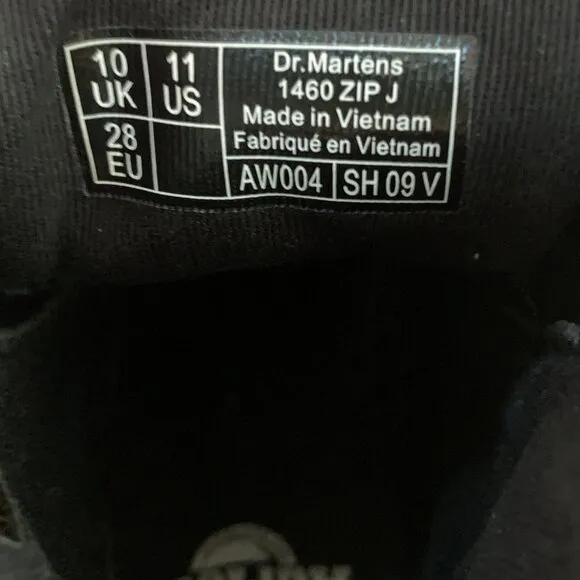 10 UK
11 US
28 EU
Dr.Martens
1460 ZIP J
Made in Vietnam
Fabriqué en Vietnam
AW004
SH 09 V